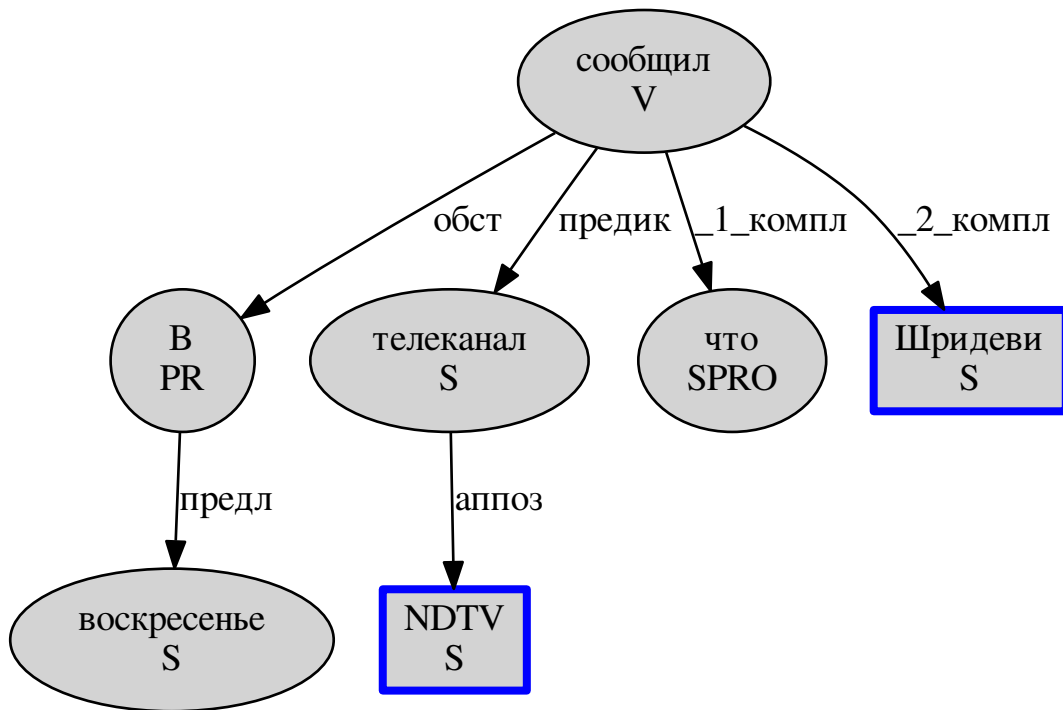 сообщил
V
обст
предик
_1_компл
_2_компл
В
PR
телеканал
S
что
SPRO
Шридеви
S
предл
аппоз
воскресенье
S
NDTV
S